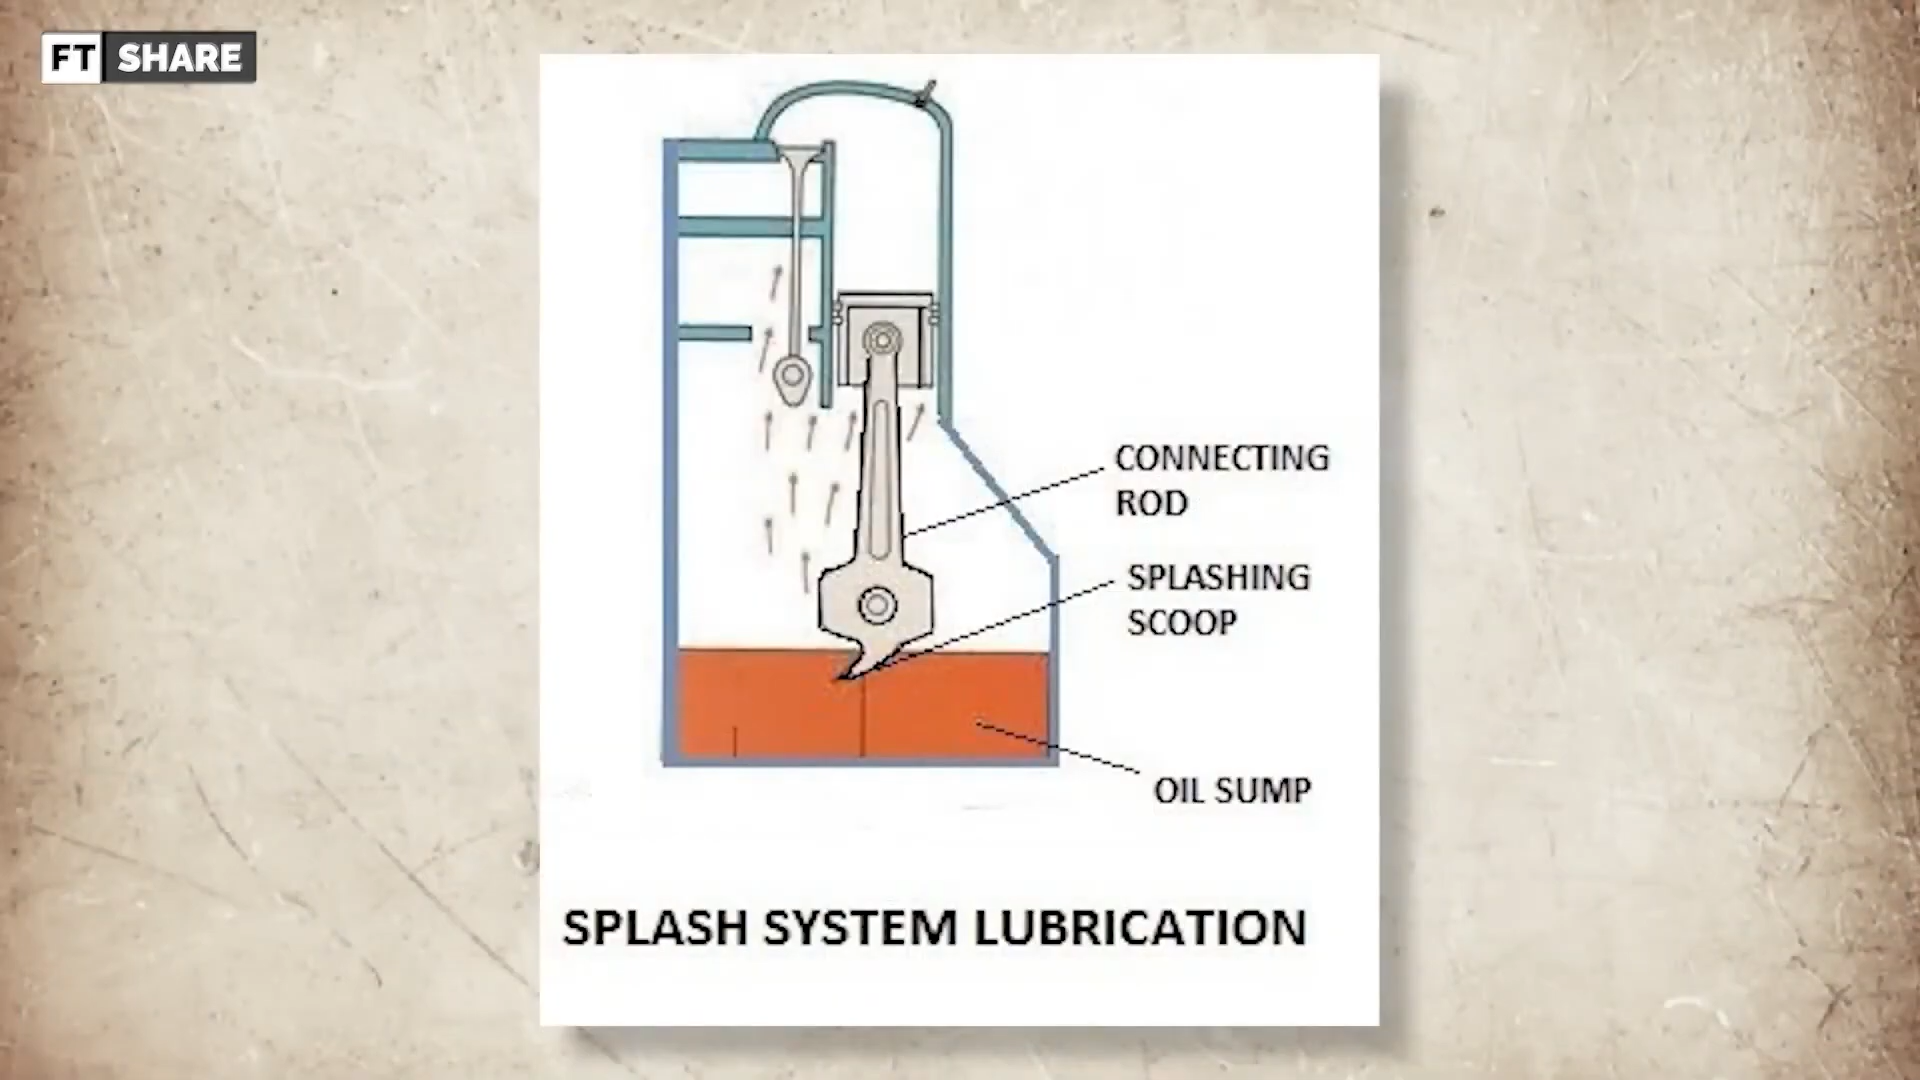 FT SHARE
CONNECTING
ROD
SPLASHING
SCOOP
OIL SUMP
SPLASH SYSTEM LUBRICATION